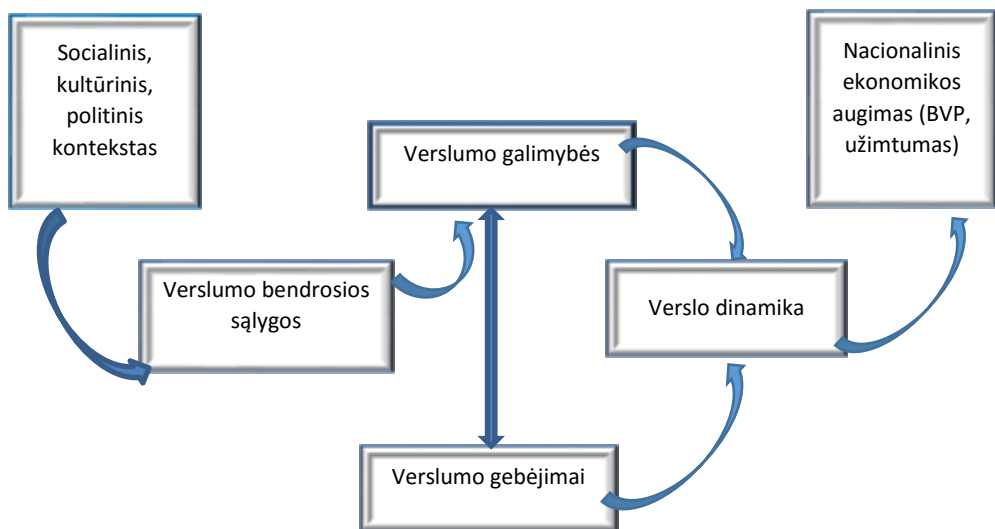 Socialinis,
kultūrinis,
politinis
kontekstas
Verslumo bendrosios
sąlygos
Verslumo galimybės
Verslumo gebėjimai
Verslo dinamika
Nacionalinis
ekonomikos
augimas (BVP,
užimtumas)